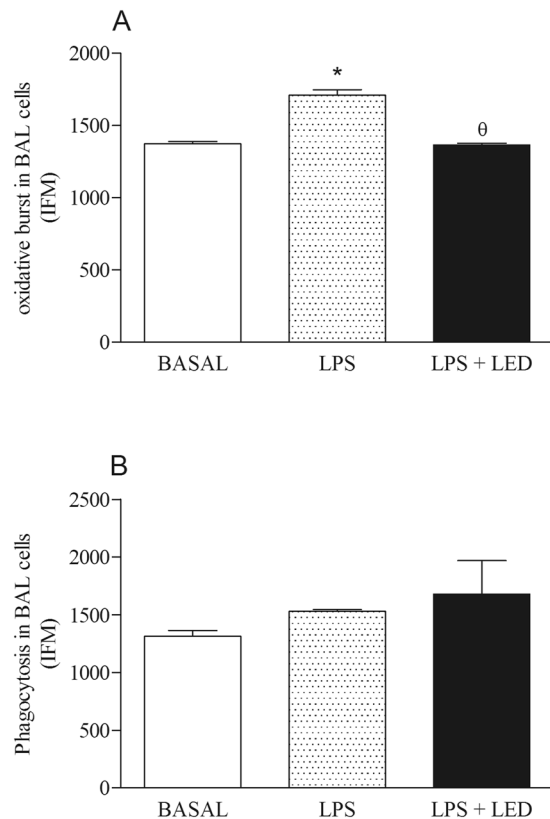 A
oxidative burst in BAL cells
(IFM)
2000
1500
1000
500
0
*
θ
BASAL
LPS
LPS + LED
B
Phagocytosis in BAL cells
(IFM)
2500
2000
1500
1000
500
0
BASAL
LPS
LPS + LED